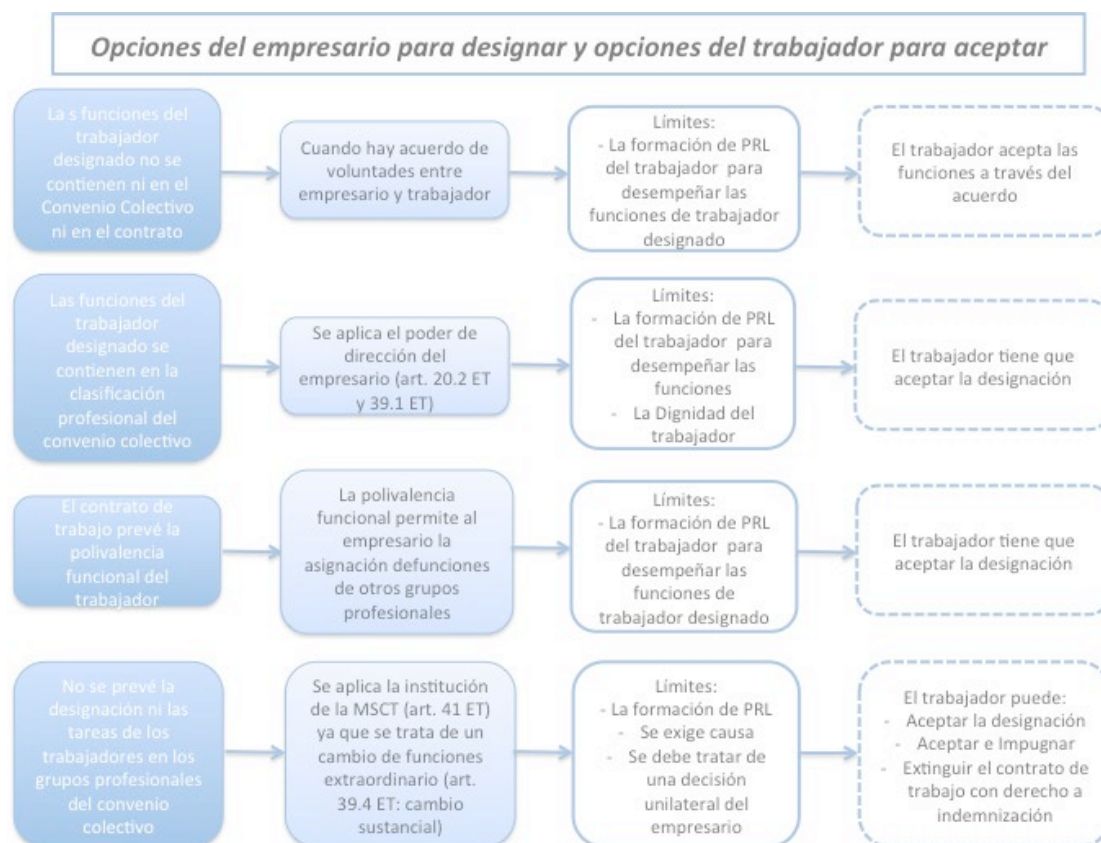 Opciones del empresario para designar y opciones del trabajador para aceptar
La s funciones del
trabajador
designado no se
contienen ni en el
Convenio Colectivo
ni en el contrato
Cuando hay acuerdo de
voluntades entre
empresario y trabajador
Límites:
- La formación de PRL
del trabajador para
desempeñar las
funciones de trabajador
designado
El trabajador acepta las
funciones a través del
acuerdo
Las funciones del
trabajador
designado se
contienen en la
clasificación
profesional del
convenio colectivo
Se aplica el poder de
dirección del
empresario (art. 20.2 ET
y 39.1 ET)
Límites:
- La formación de PRL
del trabajador para
desempeñar las
funciones
- La Dignidad del
trabajador
El trabajador tiene que
aceptar la designación
El contrato de
trabajo prevé la
polivalencia
funcional del
trabajador
La polivalencia
funcional permite al
empresario la
asignación defunciones
de otros grupos
profesionales
Límites:
- La formación de PRL
del trabajador para
desempeñar las
funciones de
trabajador designado
El trabajador tiene que
aceptar la designación
No se prevé la
designación ni las
tareas de los
trabajadores en los
grupos profesionales
del convenio
colectivo
Se aplica la institución
de la MSCT (art. 41 ET)
ya que se trata de un
cambio de funciones
extraordinario (art.
39.4 ET: cambio
sustancial)
Límites:
- La formación de PRL
- Se exige causa
- Se debe tratar de
una decisión
unilateral del
empresario
El trabajador puede:
- Aceptar la designación
- Aceptar e Impugnar
- Extinguir el contrato de
trabajo con derecho a
indemnización